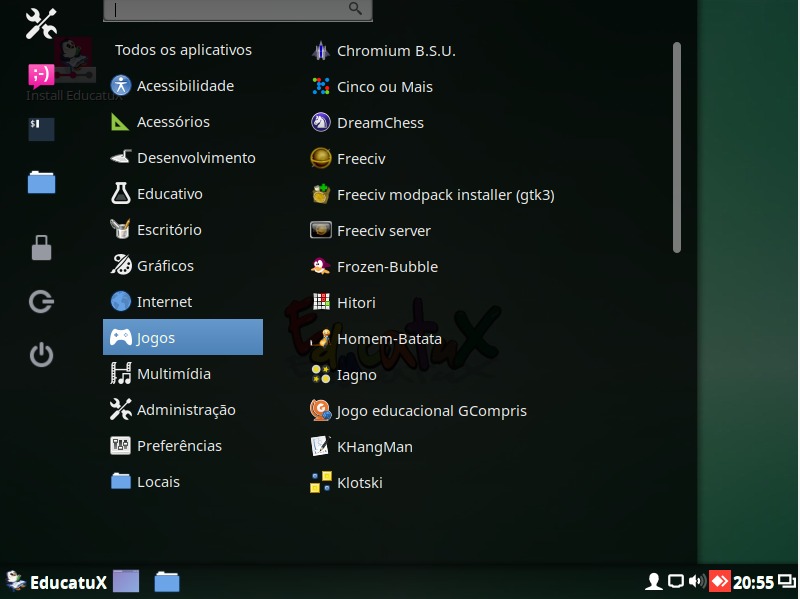 ;-)
Install EducatuX
$
Todos os aplicativos
Acessibilidade
Acessórios
Desenvolvimento
Educativo
Escritório
Gráficos
Internet
Jogos
Multimídia
Administração
Preferências
Locais
Chromium B.S.U.
Cinco ou Mais
DreamChess
Freeciv
Freeciv modpack installer (gtk3)
Freeciv server
Frozen-Bubble
Hitori
Homem-Batata
Iagno
Jogo educacional GCompris
KHangMan
Klotski
EducatuX
EducatuX
20:55